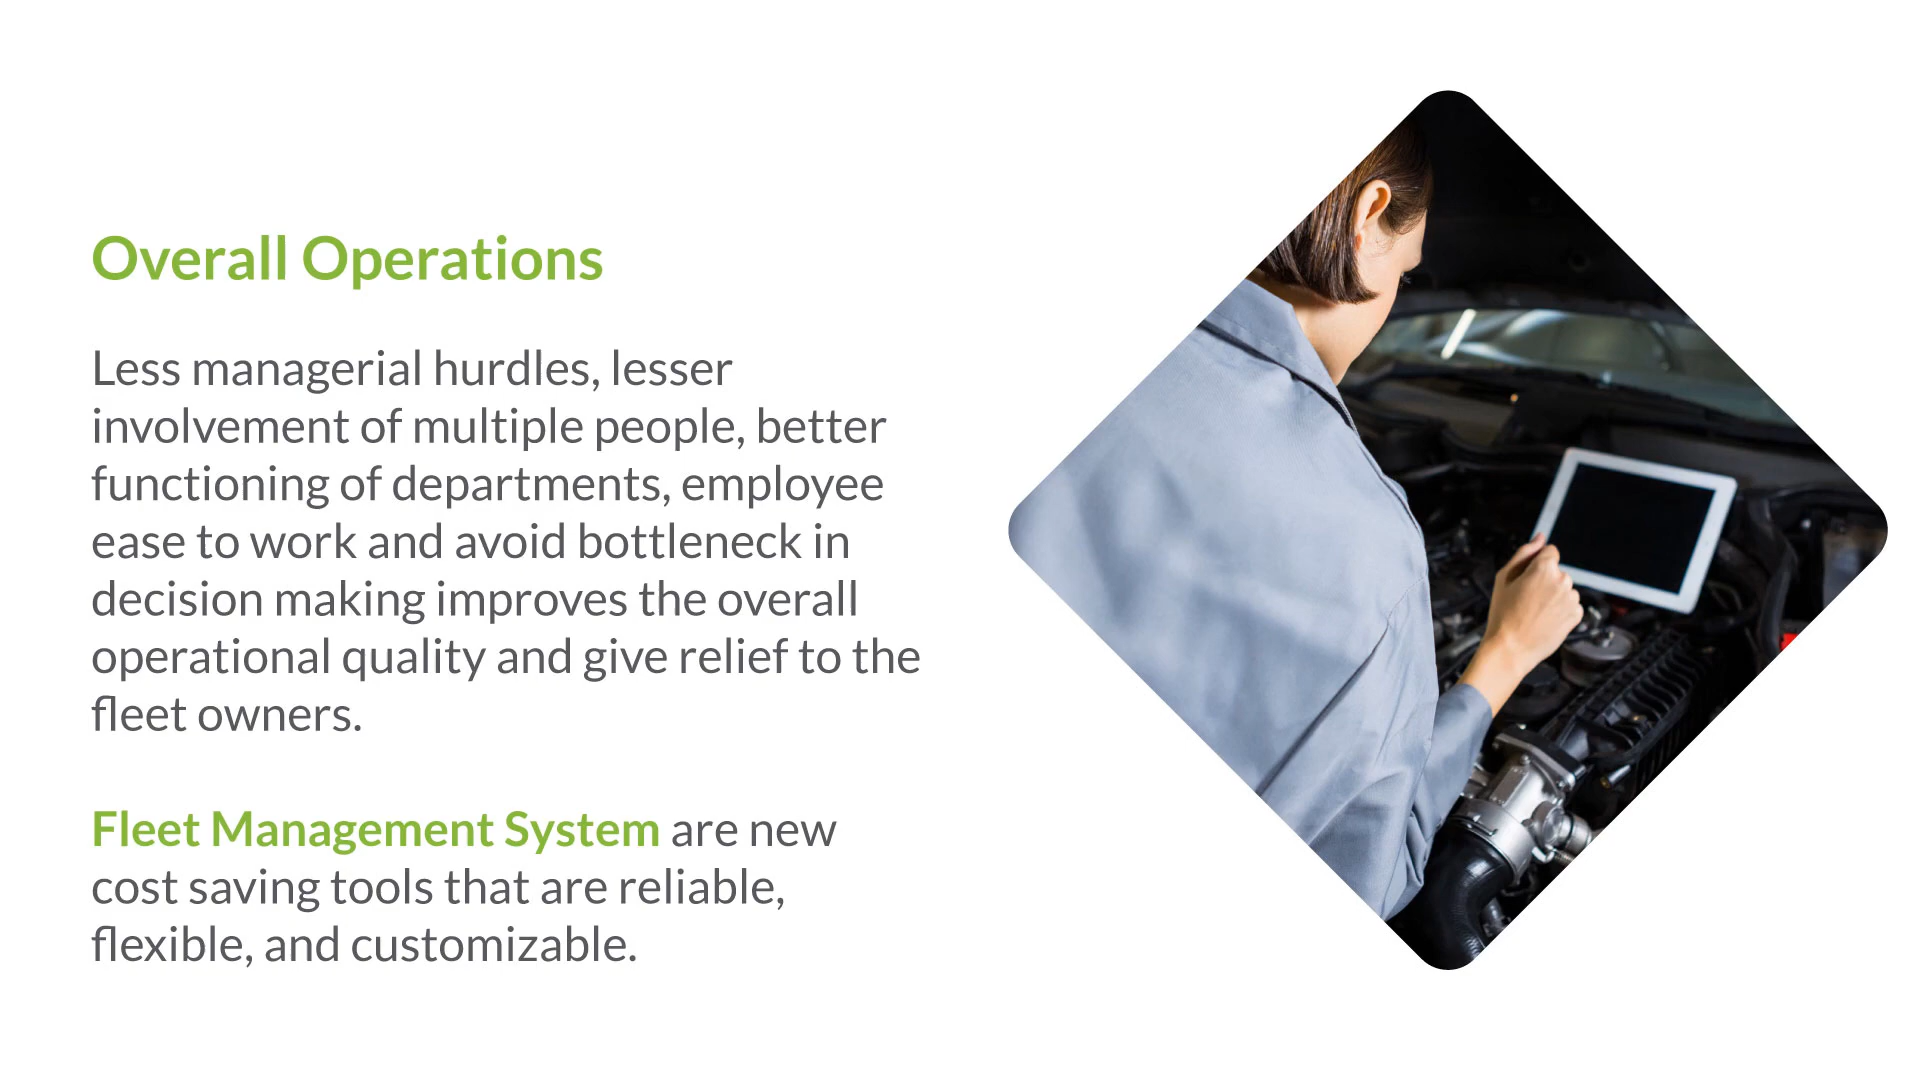 Overall Operations
Less managerial hurdles, lesser
involvement of multiple people, better
functioning of departments, employee
ease to work and avoid bottleneck in
decision making improves the overall
operational quality and give relief to the
fleet owners.
Fleet Management System are new
cost saving tools that are reliable,
flexible, and customizable.